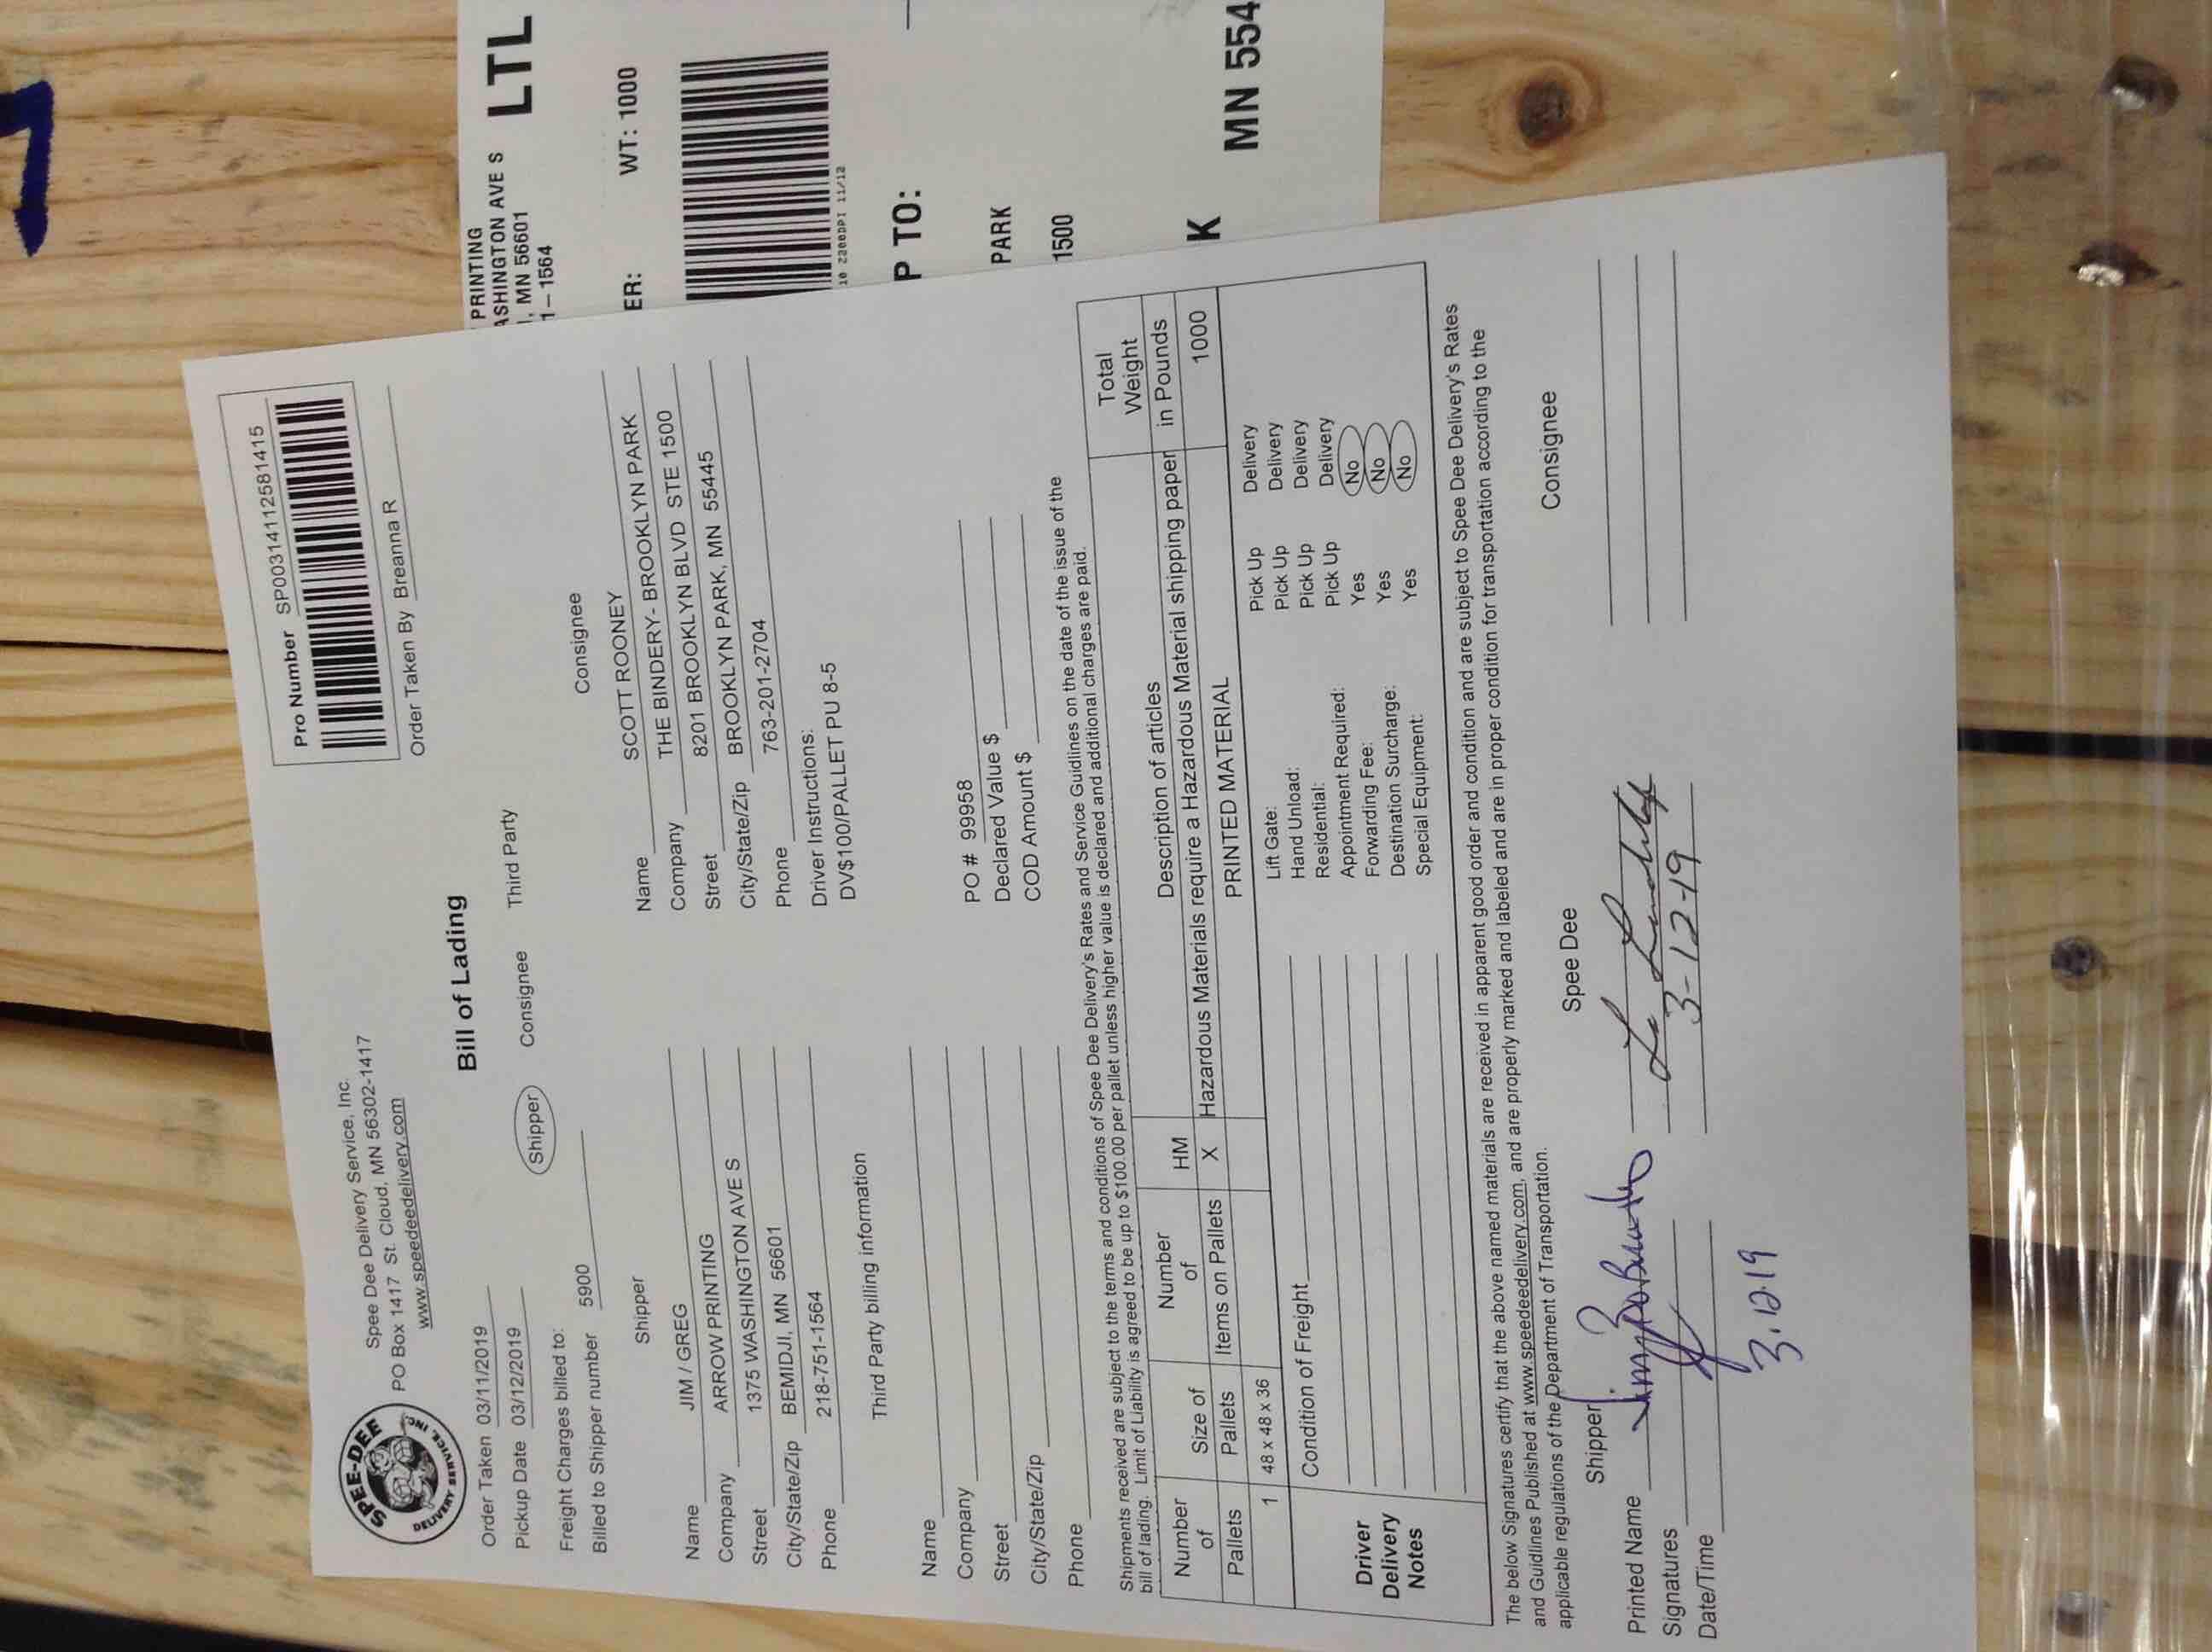 SPEE-DEE
DELIVERY SERVICE, INC.
Spee Dee Delivery Service, Inc.
PO Box 1417 St. Cloud, MN 56302-1417
www.speedeedelivery.com
Pro Number SP00314112581415
Order Taken By Breanna R
Bill of Lading
Order Taken 03/11/2019
Pickup Date 03/12/2019
Freight Charges billed to: Shipper Consignee Third Party
Billed to Shipper number 5900
Shipper
Name JIM / GREG
Company ARROW PRINTING
Street 1375 WASHINGTON AVE S
City/State/Zip BEMIDJI, MN 56601
Phone 218-751-1564
Consignee
Name SCOTT ROONEY
Company THE BINDERY- BROOKLYN PARK
Street 8201 BROOKLYN BLVD STE 1500
City/State/Zip BROOKLYN PARK, MN 55445
Phone 763-201-2704
Driver Instructions:
DV$100/PALLET PU 8-5
Third Party billing information
Name
Company
Street
City/State/Zip
Phone
PO # 99958
Declared Value $
COD Amount $
Shipments received are subject to the terms and conditions of Spee Dee Delivery's Rates and Service Guidlines on the date of the issue of the
bill of lading. Limit of Liability is agreed to be up to $100.00 per pallet unless higher value is declared and additional charges are paid.
Number of Pallets
Size of Pallets
Number of Items on Pallets
HM
Description of articles
Total Weight in Pounds
X Hazardous Materials require a Hazardous Material shipping paper
1 48 x 48 x 36 PRINTED MATERIAL 1000
Condition of Freight
Driver Delivery Notes
Lift Gate: Pick Up Delivery
Hand Unload: Pick Up Delivery
Residential: Pick Up Delivery
Appointment Required: Pick Up Delivery
Forwarding Fee: Yes No
Destination Surcharge: Yes No
Special Equipment: Yes No
The below Signatures certify that the above named materials are received in apparent good order and condition and are subject to Spee Dee Delivery's Rates
and Guidlines Published at www.speedeedelivery.com, and are properly marked and labeled and are in proper condition for transportation according to the
applicable regulations of the Department of Transportation.
Shipper Spee Dee Consignee
Printed Name
Signatures
Date/Time 3-12-19
3.12.19
PRINTING
ASHINGTON AVE S
, MN 56601
1-1564
LTL
ER: WT: 1000
P TO:
PARK
1500
K MN 554